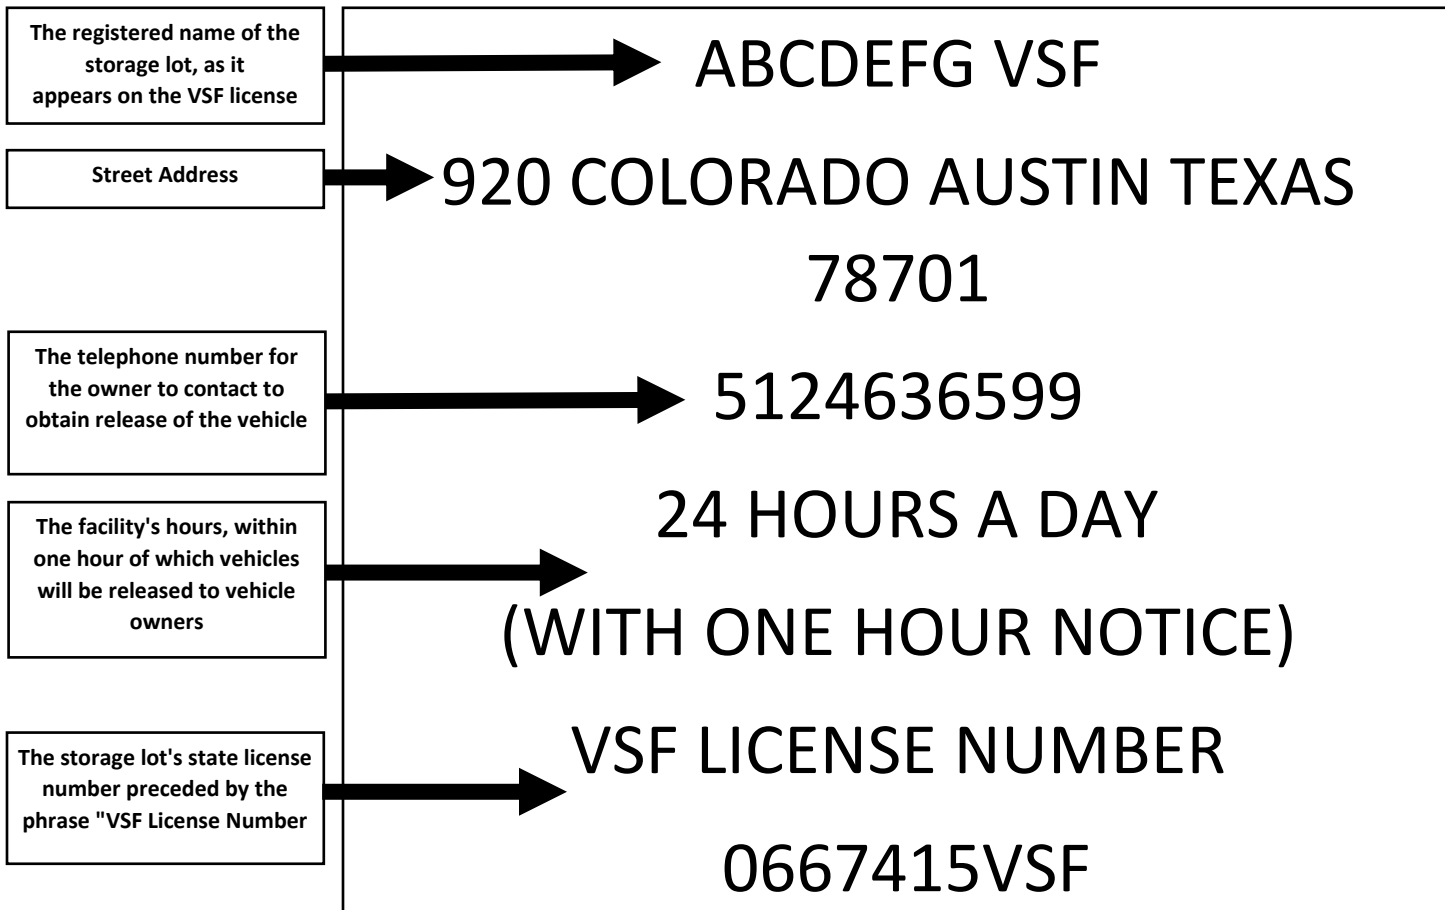 The registered name of the
storage lot, as it
appears on the VSF license
ABCDEFG VSF
Street Address
920 COLORADO AUSTIN TEXAS
78701
The telephone number for
the owner to contact to
obtain release of the vehicle
5124636599
The facility's hours, within
one hour of which vehicles
will be released to vehicle
owners
24 HOURS A DAY
(WITH ONE HOUR NOTICE)
The storage lot's state license
number preceded by the
phrase "VSF License Number
VSF LICENSE NUMBER
0667415VSF